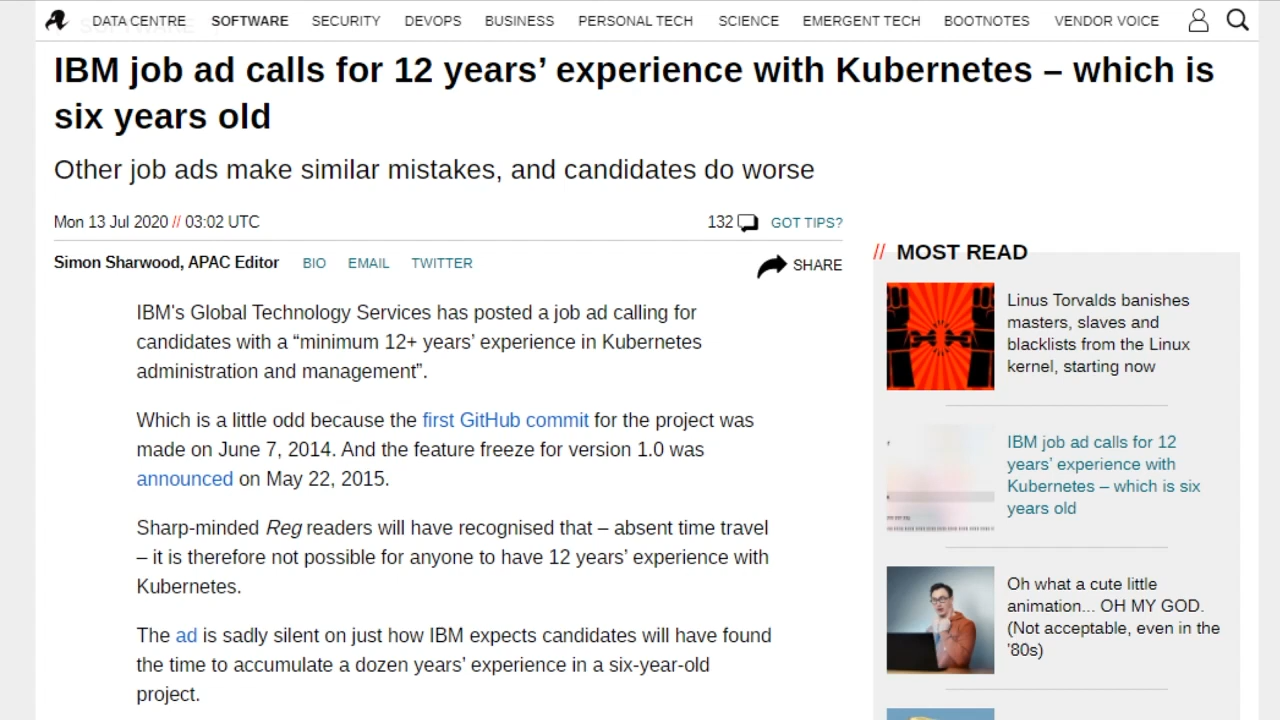 DATA CENTRE SOFTWARE SECURITY DEVOPS BUSINESS PERSONAL TECH SCIENCE EMERGENT TECH BOOTNOTES VENDOR VOICE
IBM job ad calls for 12 years’ experience with Kubernetes – which is
six years old
Other job ads make similar mistakes, and candidates do worse
Mon 13 Jul 2020 // 03:02 UTC
132 GOT TIPS?
Simon Sharwood, APAC Editor BIO EMAIL TWITTER
SHARE
IBM's Global Technology Services has posted a job ad calling for
candidates with a “minimum 12+ years’ experience in Kubernetes
administration and management”.
Which is a little odd because the first GitHub commit for the project was
made on June 7, 2014. And the feature freeze for version 1.0 was
announced on May 22, 2015.
Sharp-minded Reg readers will have recognised that – absent time travel
– it is therefore not possible for anyone to have 12 years’ experience with
Kubernetes.
The ad is sadly silent on just how IBM expects candidates will have found
the time to accumulate a dozen years’ experience in a six-year-old
project.
// MOST READ
Linus Torvalds banishes
masters, slaves and
blacklists from the Linux
kernel, starting now
IBM job ad calls for 12
years’ experience with
Kubernetes – which is six
years old
Oh what a cute little
animation... OH MY GOD.
(Not acceptable, even in the
'80s)